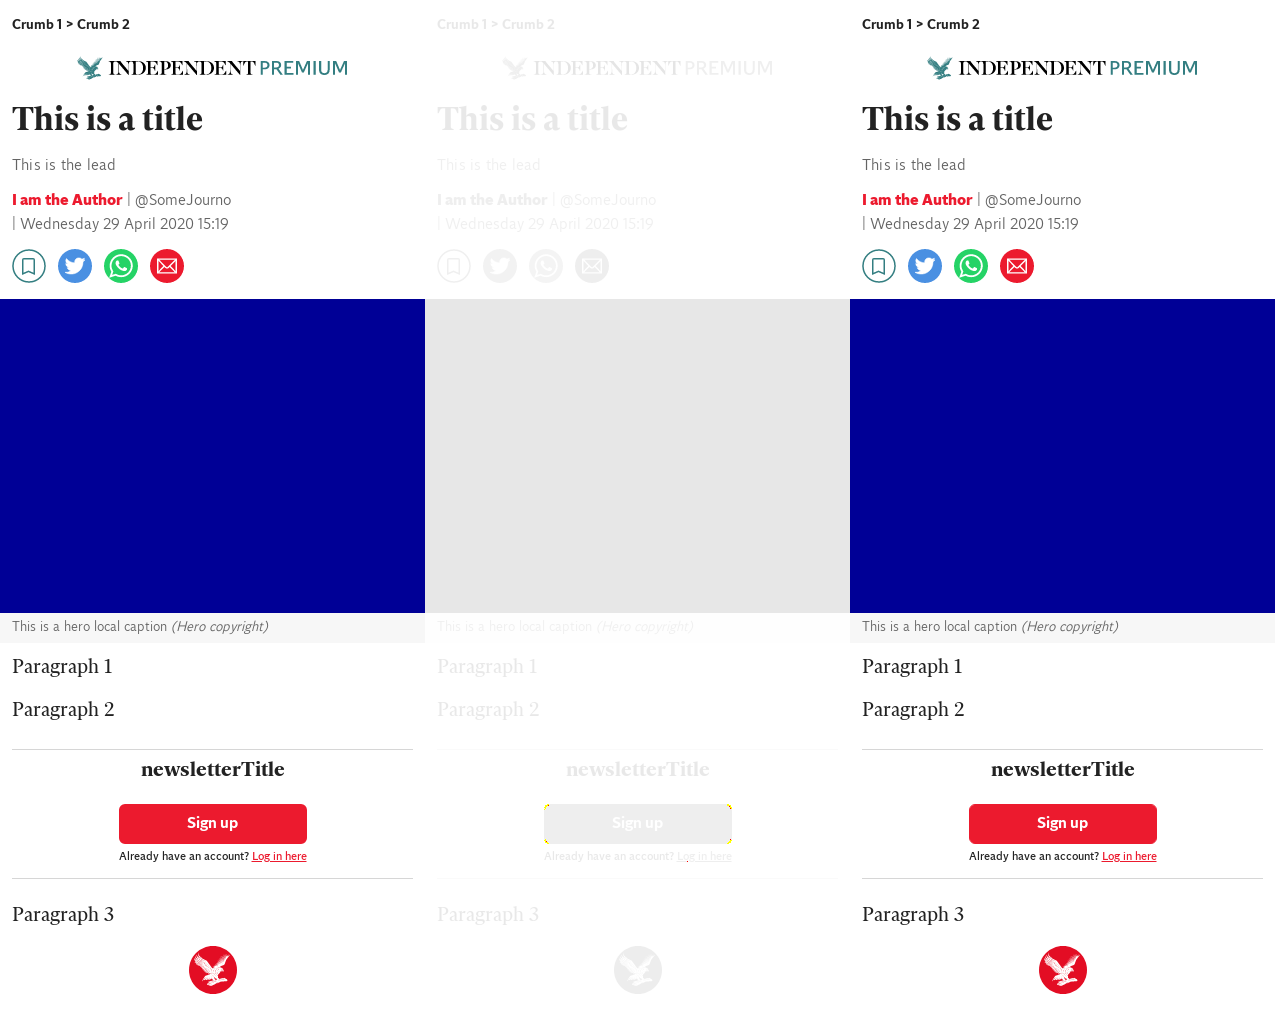 Crumb 1 > Crumb 2
INDEPENDENT PREMIUM
This is a title
This is the lead
I am the Author | @SomeJourno
| Wednesday 29 April 2020 15:19
This is a hero local caption (Hero copyright)
Paragraph 1
Paragraph 2
newsletterTitle
Sign up
Already have an account? Log in here
Paragraph 3
Crumb 1 > Crumb 2
INDEPENDENT PREMIUM
This is a title
This is the lead
I am the Author | @SomeJourno
| Wednesday 29 April 2020 15:19
This is a hero local caption (Hero copyright)
Paragraph 1
Paragraph 2
newsletterTitle
Sign up
Already have an account? Log in here
Paragraph 3
Crumb 1 > Crumb 2
INDEPENDENT PREMIUM
This is a title
This is the lead
I am the Author | @SomeJourno
| Wednesday 29 April 2020 15:19
This is a hero local caption (Hero copyright)
Paragraph 1
Paragraph 2
newsletterTitle
Sign up
Already have an account? Log in here
Paragraph 3